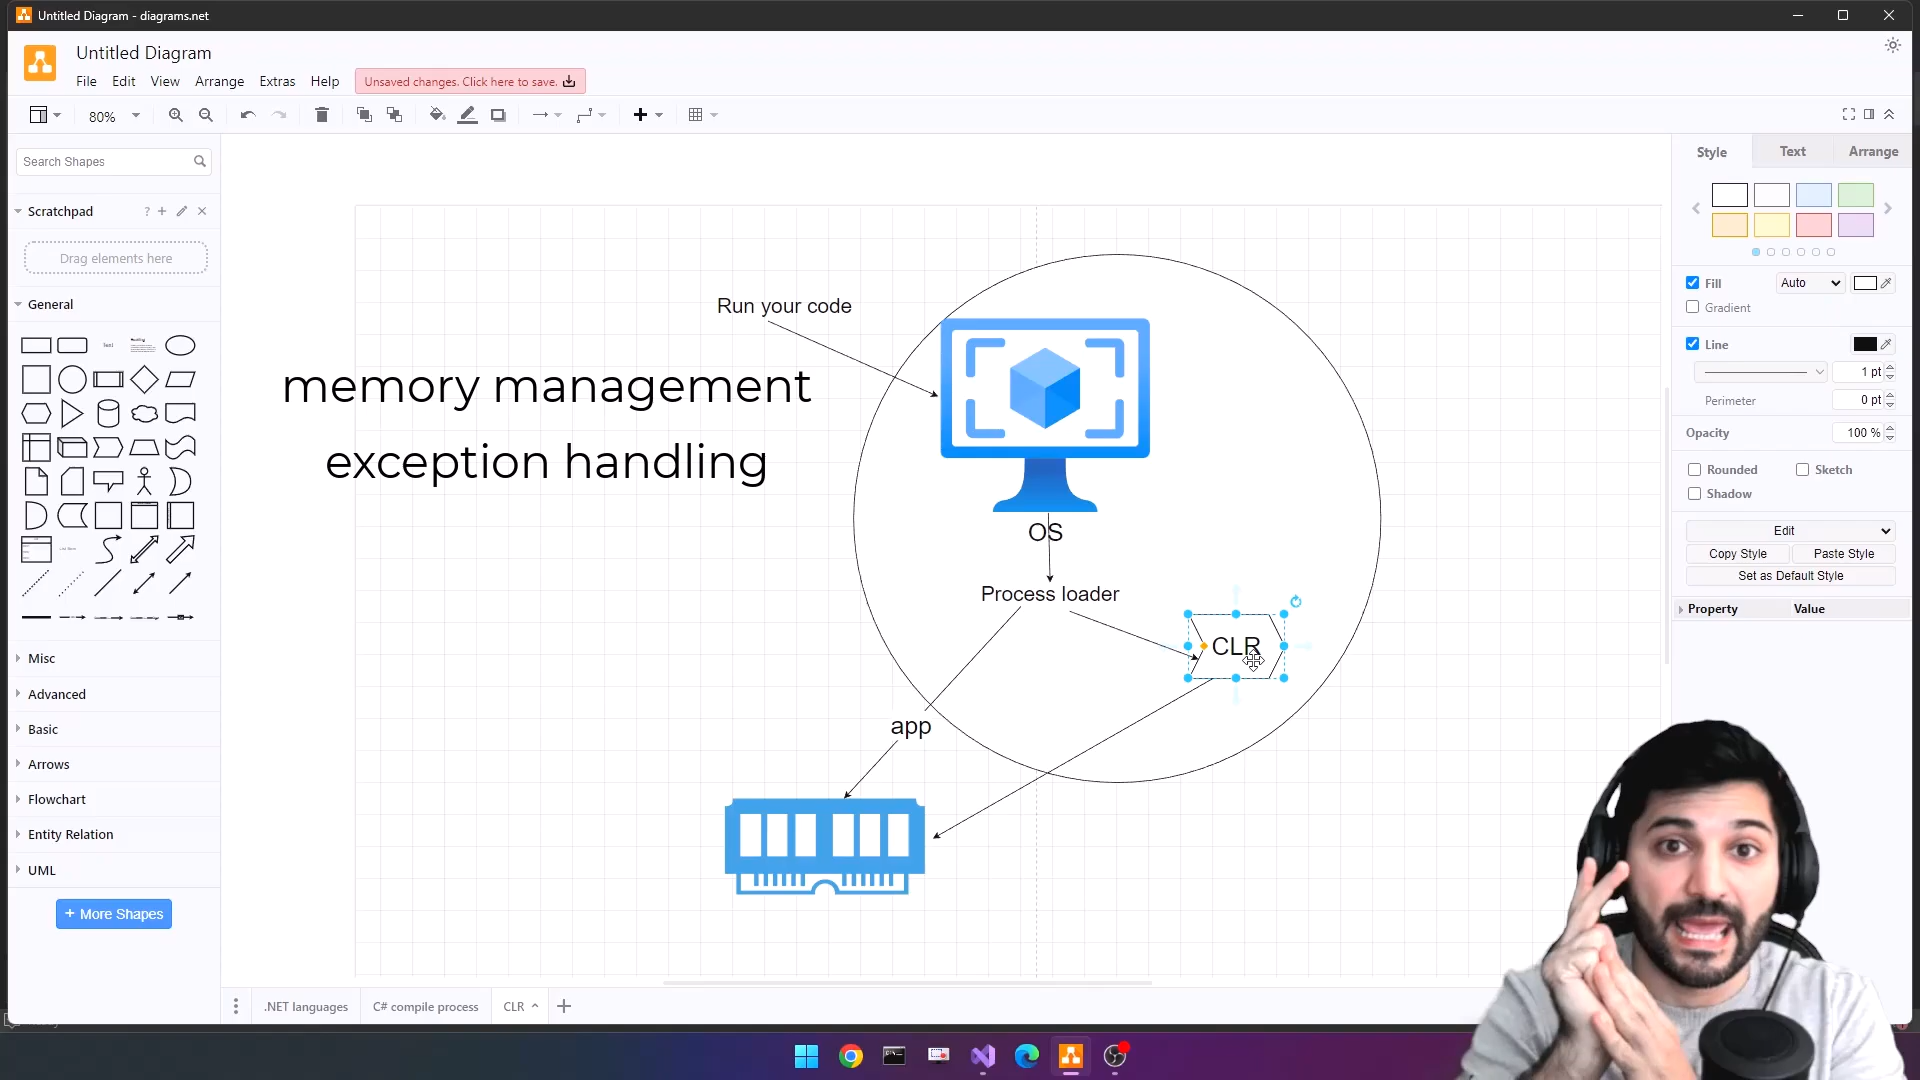 Untitled Diagram - diagrams.net
Untitled Diagram
File Edit View Arrange Extras Help
Unsaved changes. Click here to save.
80%
Search Shapes
Scratchpad
?
Drag elements here
General
Text
Heading
Misc
Advanced
Basic
Arrows
Flowchart
Entity Relation
UML
+ More Shapes
Run your code
memory management
exception handling
OS
Process loader
CLR
app
.NET languages
C# compile process
CLR
Style
Text
Arrange
Fill
Auto
Gradient
Line
1 pt
Perimeter
0 pt
Opacity
100 %
Rounded
Sketch
Shadow
Edit
Copy Style
Paste Style
Set as Default Style
Property
Value